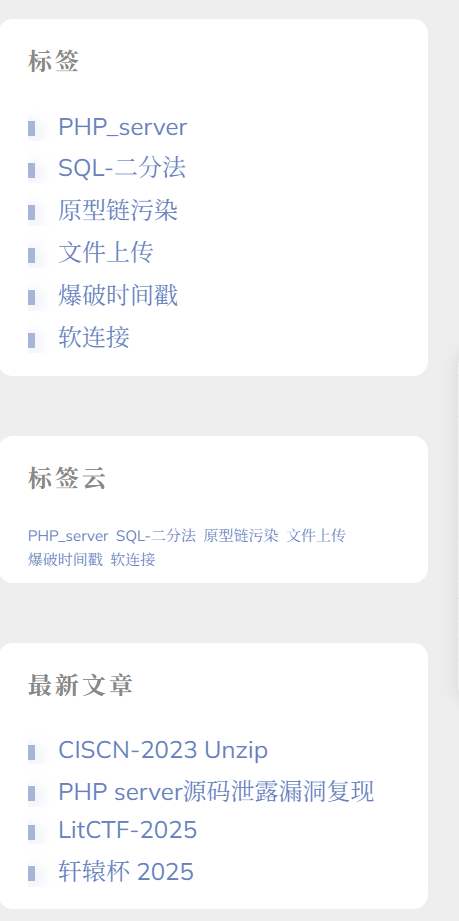 标签
PHP_server
SQL-二分法
原型链污染
文件上传
爆破时间戳
软连接
标签云
PHP_server SQL-二分法 原型链污染 文件上传
爆破时间戳 软连接
最新文章
CISCN-2023 Unzip
PHP server源码泄露漏洞复现
LitCTF-2025
轩辕杯 2025